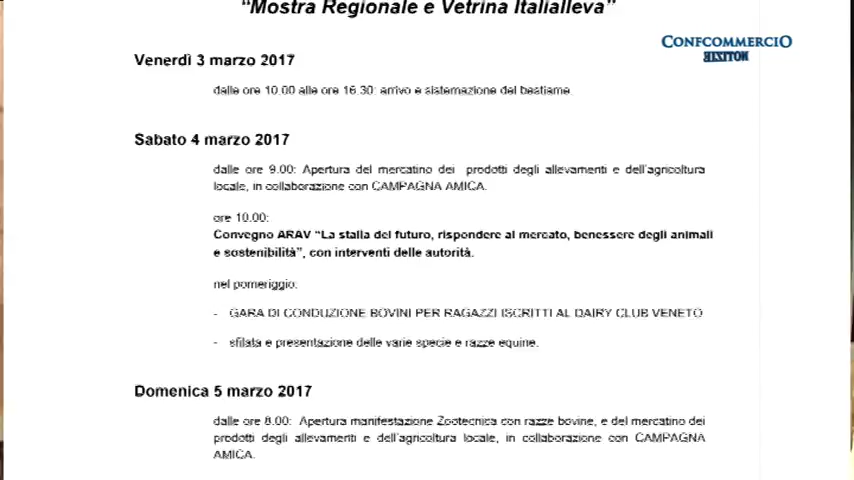 "Mostra Regionale e Vetrina Italialleva"
CONFCOMMERCIO
NOTIZIE
Venerdì 3 marzo 2017
dalle ore 10.00 alle ore 16.30: arrivo e sistemazione del bestiame
Sabato 4 marzo 2017
dalle ore 9.00: Apertura del mercatino dei prodotti degli allevamenti e dell'agricoltura
locale, in collaborazione con CAMPAGNA AMICA.
ore 10.00:
Convegno ARAV "La stalla del futuro, rispondere al mercato, benessere degli animali
e sostenibilità", con interventi delle autorità.
nel pomeriggio:
- GARA DI CONDUZIONE BOVINI PER RAGAZZI ISCRITTI AL DAIRY CLUB VENETO
- sfilata e presentazione delle varie specie e razze equine.
Domenica 5 marzo 2017
dalle ore 8.00: Apertura manifestazione Zootecnica con razze bovine, e del mercatino dei
prodotti degli allevamenti e dell'agricoltura locale, in collaborazione con CAMPAGNA
AMICA.